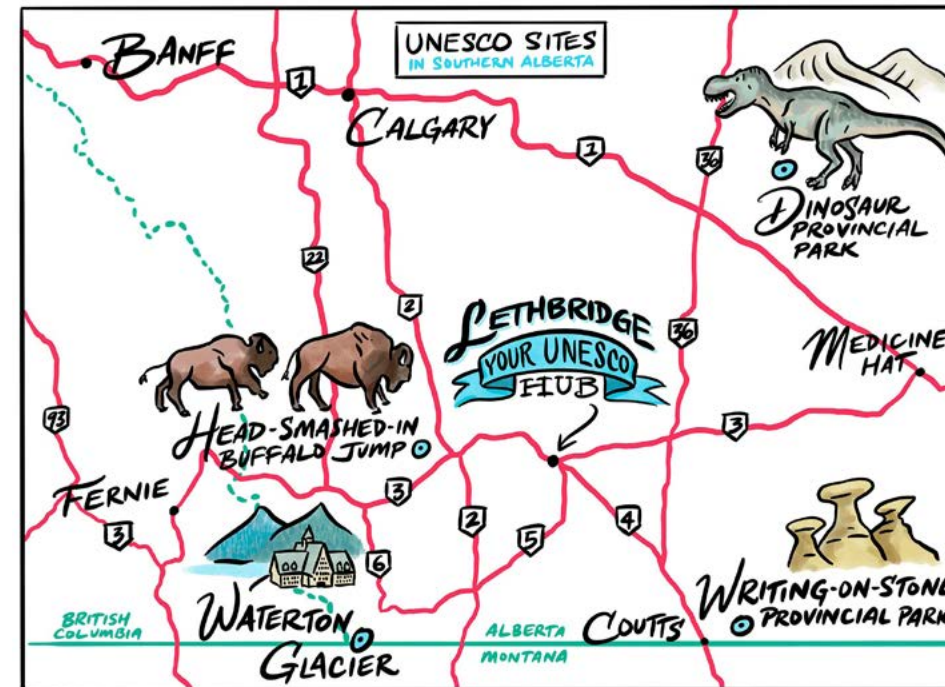 UNESCO SITES
IN SOUTHERN ALBERTA
BANFF
1
CALGARY
1
36
DINOSAUR
PROVINCIAL
PARK
22
2
LETHBRIDGE
YOUR UNESCO
HUB
36
MEDICINE
HAT
93
HEAD-SMASHED-IN
BUFFALO JUMP
3
FERNIE
3
3
2
5
4
6
WATERTON
GLACIER
BRITISH
COLUMBIA
ALBERTA
MONTANA
COUTTS
WRITING-ON-STONE
PROVINCIAL PARK